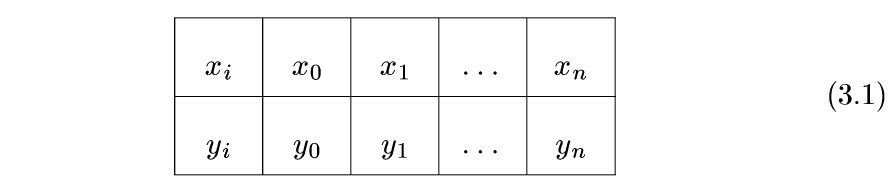 x_i x_0 x_1 ... x_n
(3.1)
y_i y_0 y_1 ... y_n